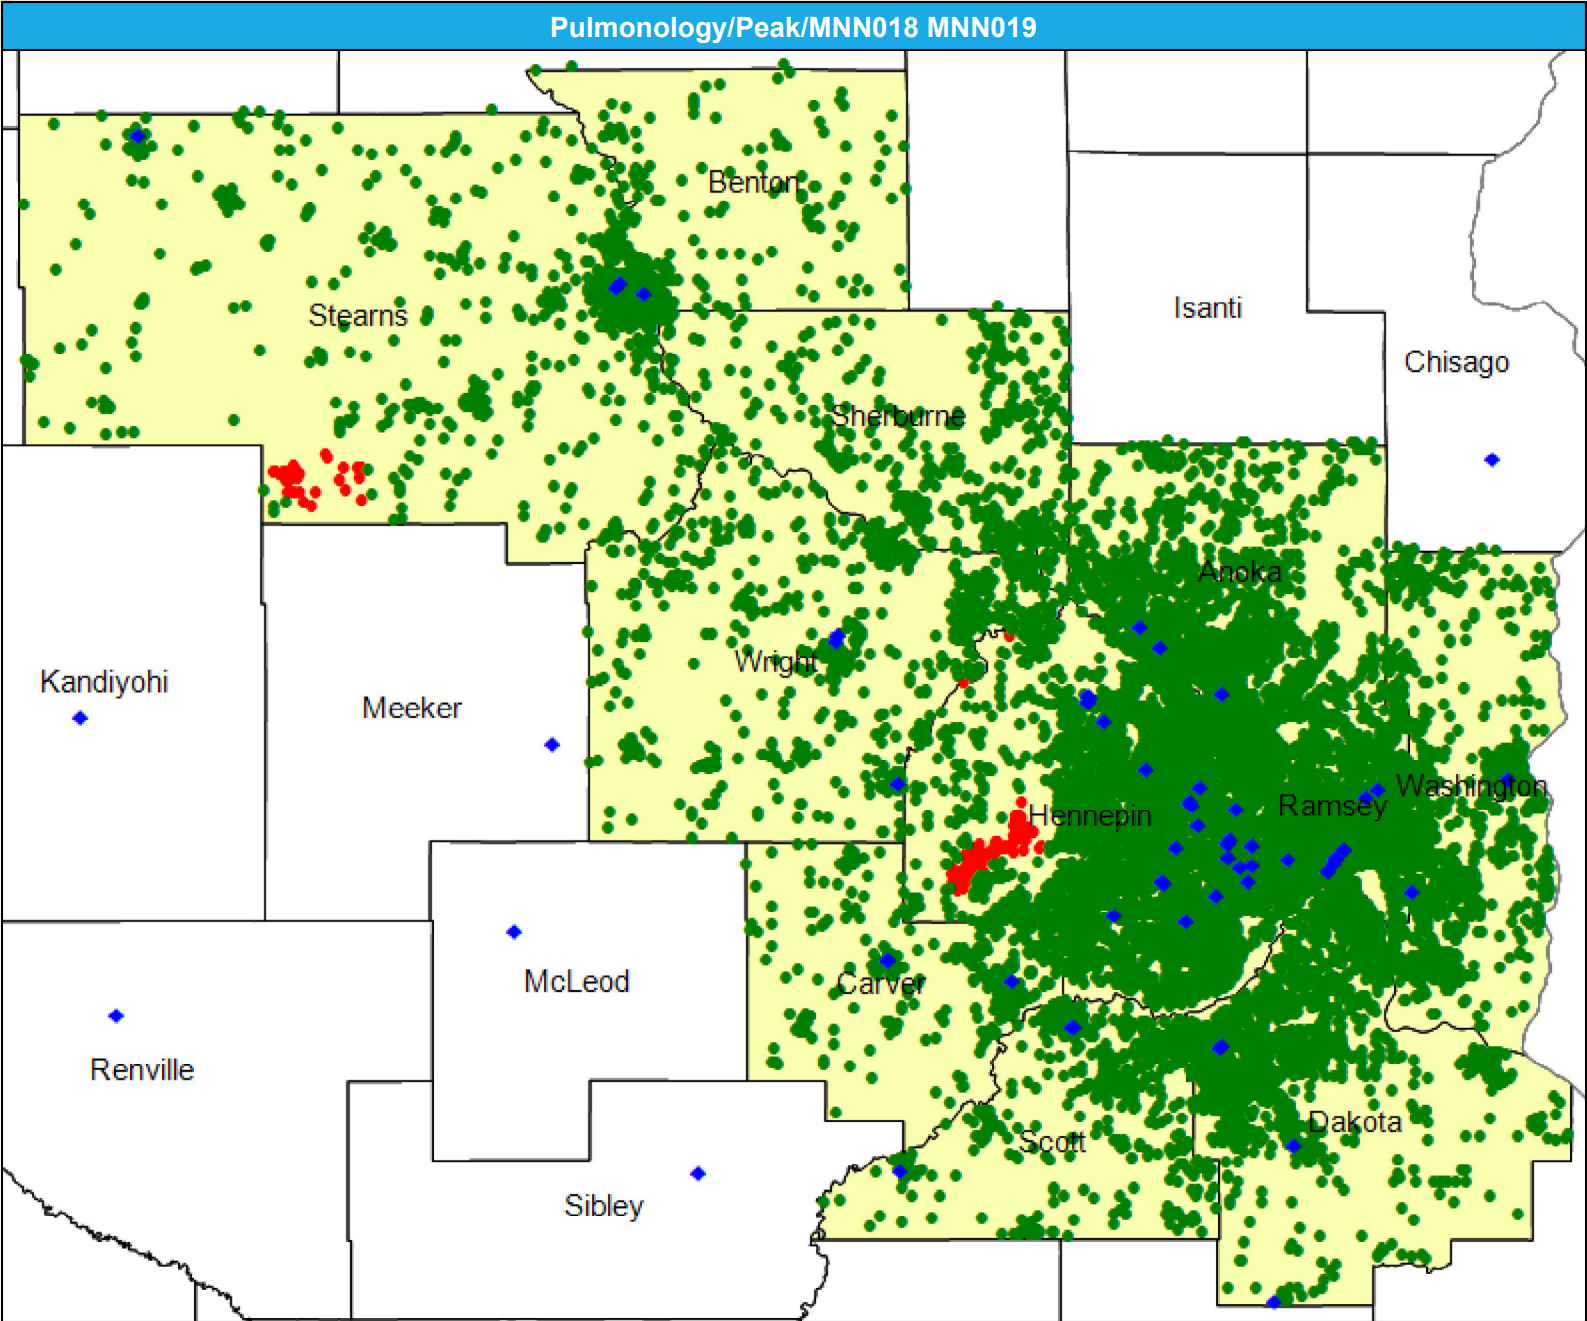 Pulmonology/Peak/MNN018 MNN019
Benton
Isanti
Stearns
Chisago
Sherburne
Anoka
Wright
Kandiyohi
Meeker
Washington
Ramsey
Hennepin
McLeod
Carver
Renville
Dakota
Scott
Sibley